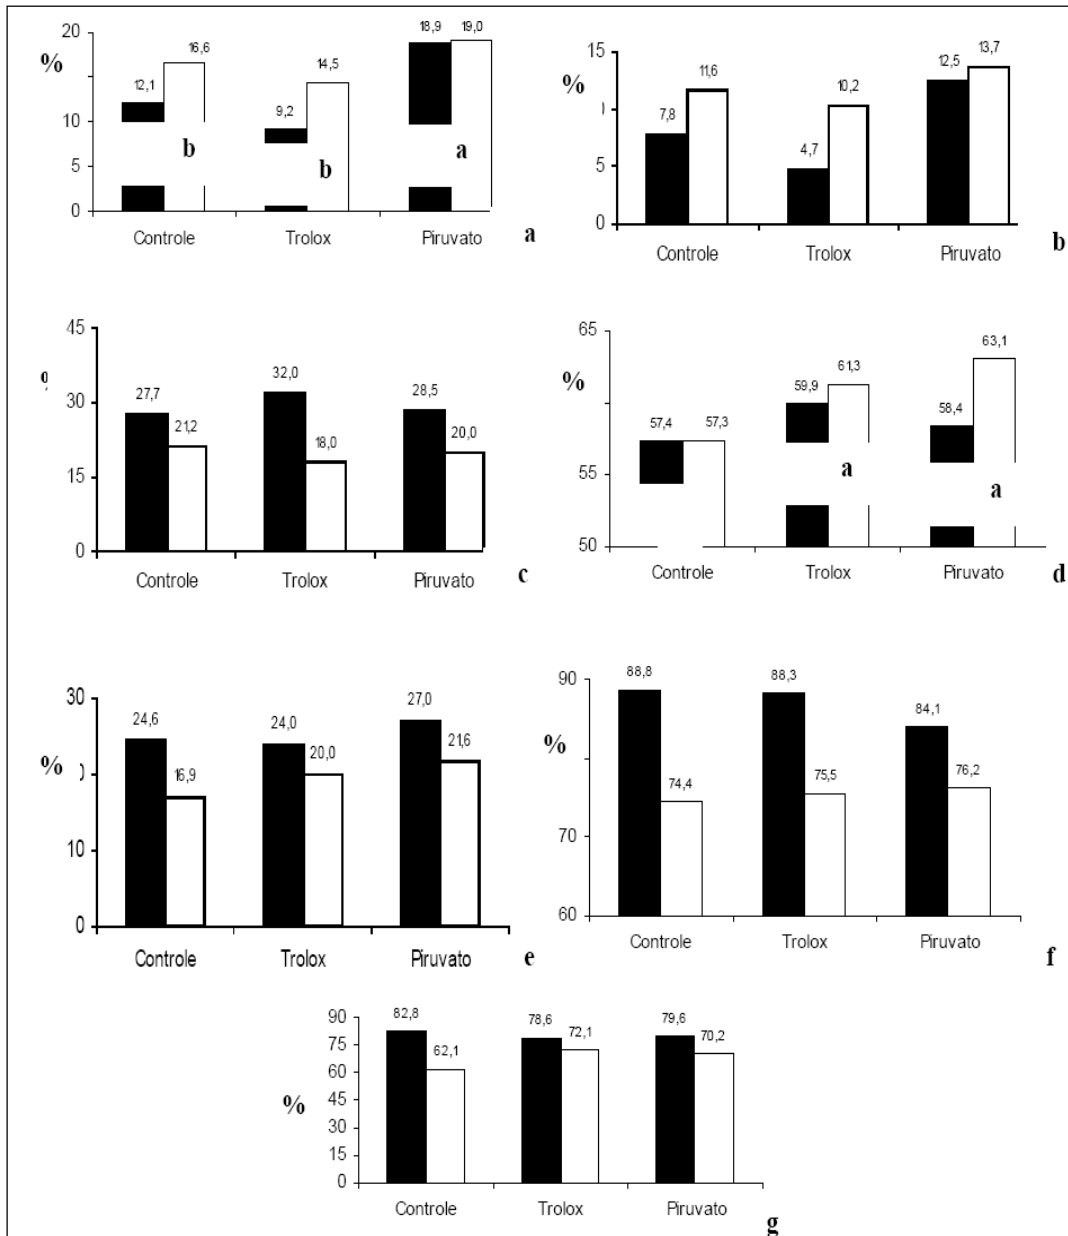 20
18,9
19,0
16,6
%
14,5
12,1
10
9,2
b
b
a
5
0
Controle
Trolox
Piruvato
a
15
13,7
12,5
11,6
%
10,2
7,8
4,7
5
0
Controle
Trolox
Piruvato
b
45
32,0
27,7
28,5
30
21,2
20,0
18,0
15
0
Controle
Trolox
Piruvato
c
65
63,1
61,3
%
59,9
58,4
57,4
57,3
55
a
a
50
Controle
Trolox
Piruvato
d
30
27,0
24,6
24,0
21,6
20,0
%
16,9
10
0
Controle
Trolox
Piruvato
e
90
88,8
88,3
84,1
%
74,4
75,5
76,2
70
60
Controle
Trolox
Piruvato
f
90
82,8
78,6
79,6
75
72,1
70,2
62,1
60
%
45
30
15
0
Controle
Trolox
Piruvato
g